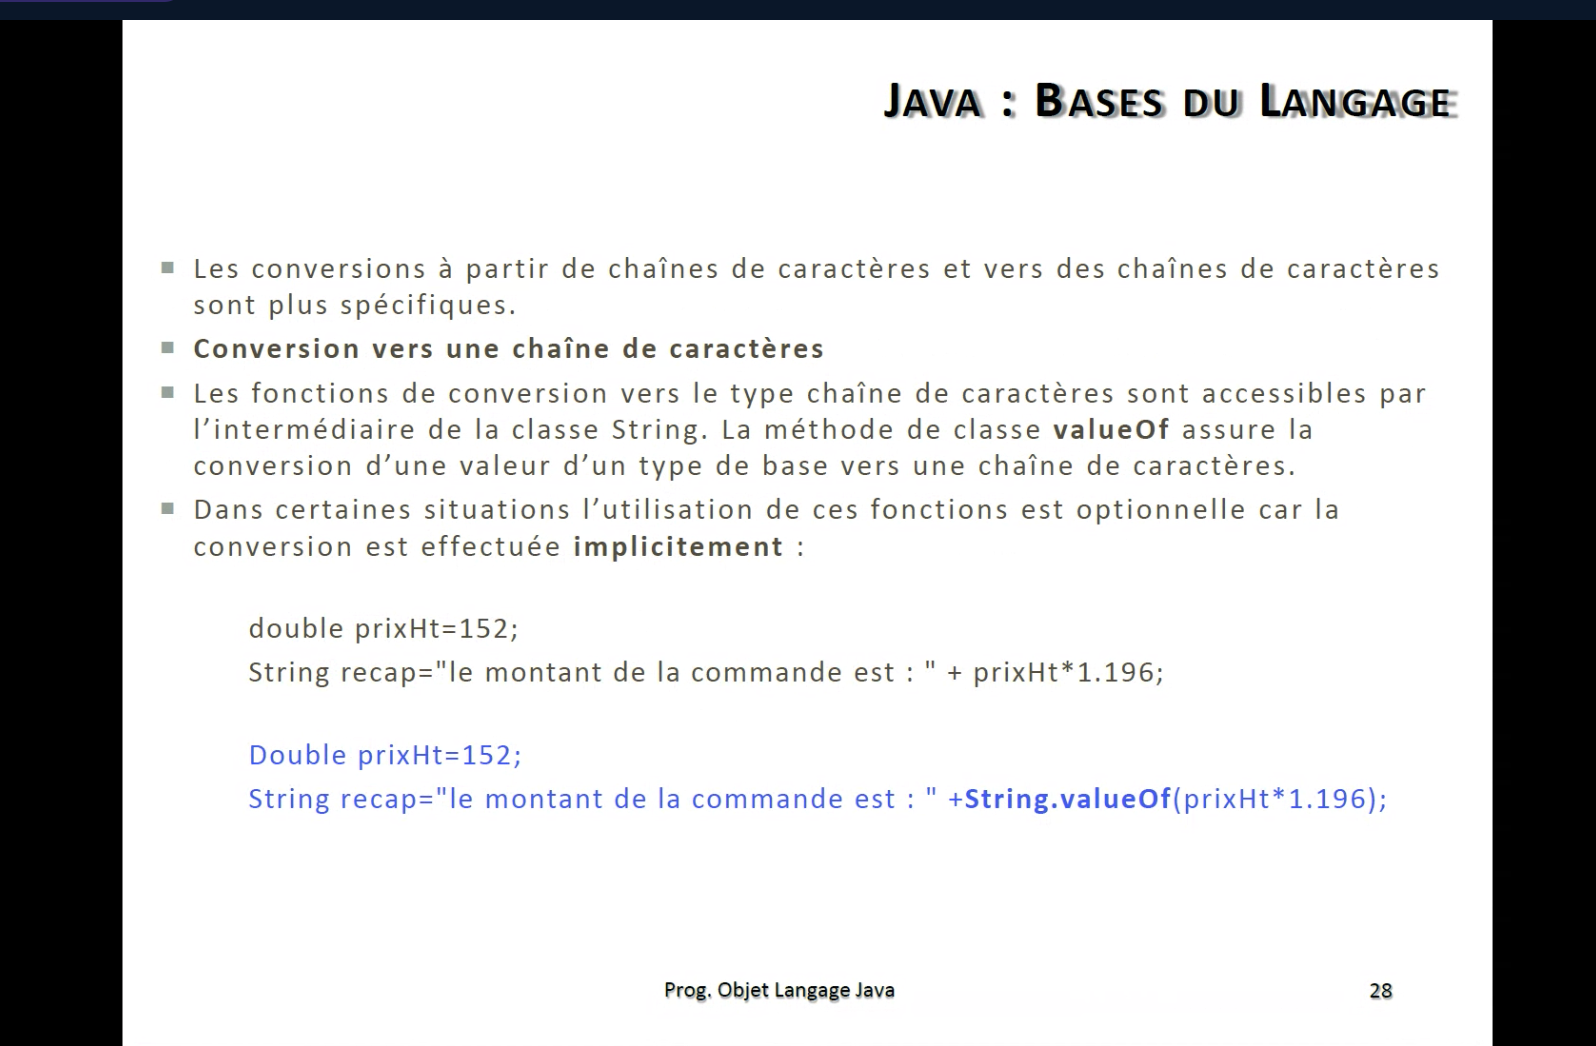 JAVA : BASES DU LANGAGE
Les conversions à partir de chaînes de caractères et vers des chaînes de caractères
sont plus spécifiques.
Conversion vers une chaîne de caractères
Les fonctions de conversion vers le type chaîne de caractères sont accessibles par
l’intermédiaire de la classe String. La méthode de classe valueOf assure la
conversion d’une valeur d’un type de base vers une chaîne de caractères.
Dans certaines situations l’utilisation de ces fonctions est optionnelle car la
conversion est effectuée implicitement :
double prixHt=152;
String recap="le montant de la commande est : " + prixHt*1.196;
Double prixHt=152;
String recap="le montant de la commande est : " +String.valueOf(prixHt*1.196);
Prog. Objet Langage Java
28